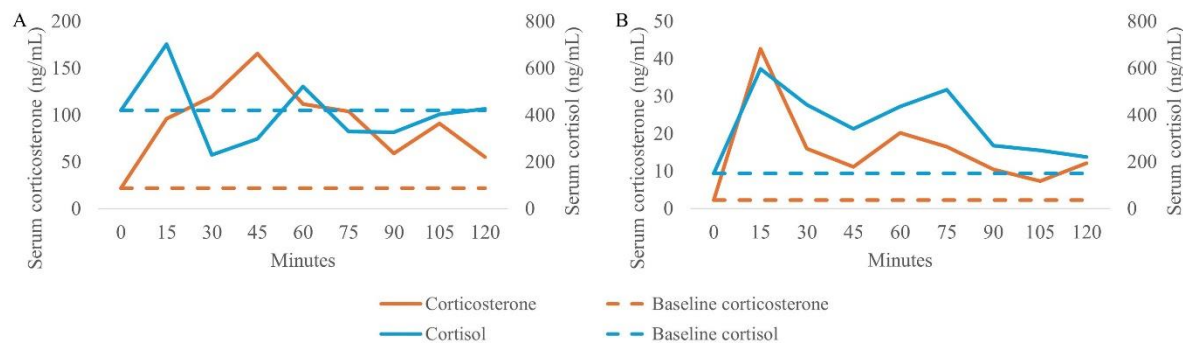 A
Serum corticosterone (ng/mL)
200
150
100
50
0
800
600
400
200
0
Serum cortisol (ng/mL)
0 15 30 45 60 75 90 105 120
Minutes
B
Serum corticosterone (ng/mL)
50
40
30
20
10
0
800
600
400
200
0
Serum cortisol (ng/mL)
0 15 30 45 60 75 90 105 120
Minutes
Corticosterone
Baseline corticosterone
Cortisol
Baseline cortisol